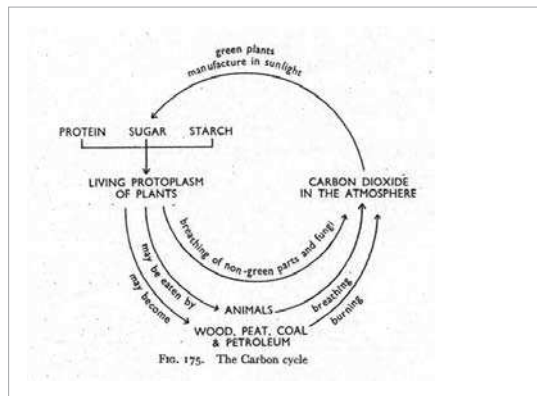 green plants
manufacture in sunlight
PROTEIN SUGAR STARCH
LIVING PROTOPLASM
OF PLANTS
CARBON DIOXIDE
IN THE ATMOSPHERE
breathing of non-green parts and fungi
may be eaten by
may become
ANIMALS
breathing
burning
WOOD, PEAT, COAL
& PETROLEUM
FIG. 175. The Carbon cycle